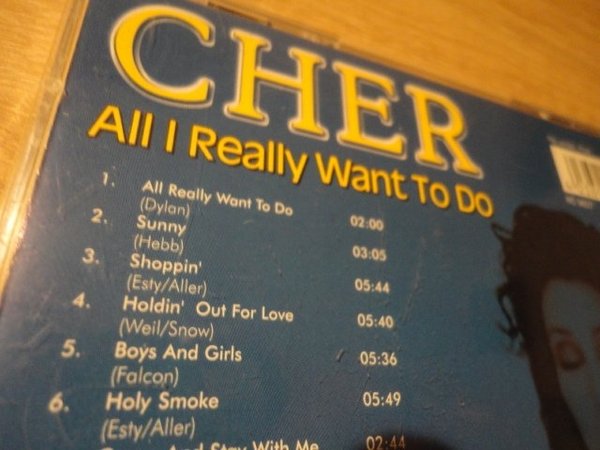 CHER
All I Really Want To Do
1. All Really Want To Do 02:00
(Dylan)
2. Sunny 03:05
(Hebb)
3. Shoppin' 05:44
(Esty/Aller)
4. Holdin' Out For Love 05:40
(Weil/Snow)
5. Boys And Girls 05:36
(Falcon)
6. Holy Smoke 05:49
(Esty/Aller)
And Stay With Me 02:44